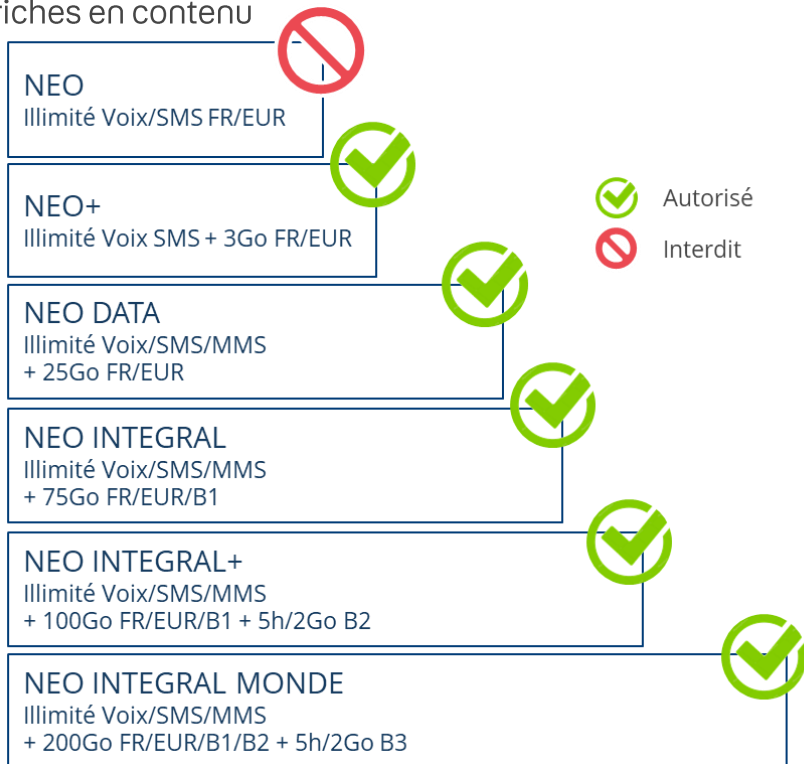 riches en contenu
NEO
Illimité Voix/SMS FR/EUR
NEO+
Illimité Voix SMS + 3Go FR/EUR
Autorisé
Interdit
NEO DATA
Illimité Voix/SMS/MMS
+ 25Go FR/EUR
NEO INTEGRAL
Illimité Voix/SMS/MMS
+ 75Go FR/EUR/B1
NEO INTEGRAL+
Illimité Voix/SMS/MMS
+ 100Go FR/EUR/B1 + 5h/2Go B2
NEO INTEGRAL MONDE
Illimité Voix/SMS/MMS
+ 200Go FR/EUR/B1/B2 + 5h/2Go B3